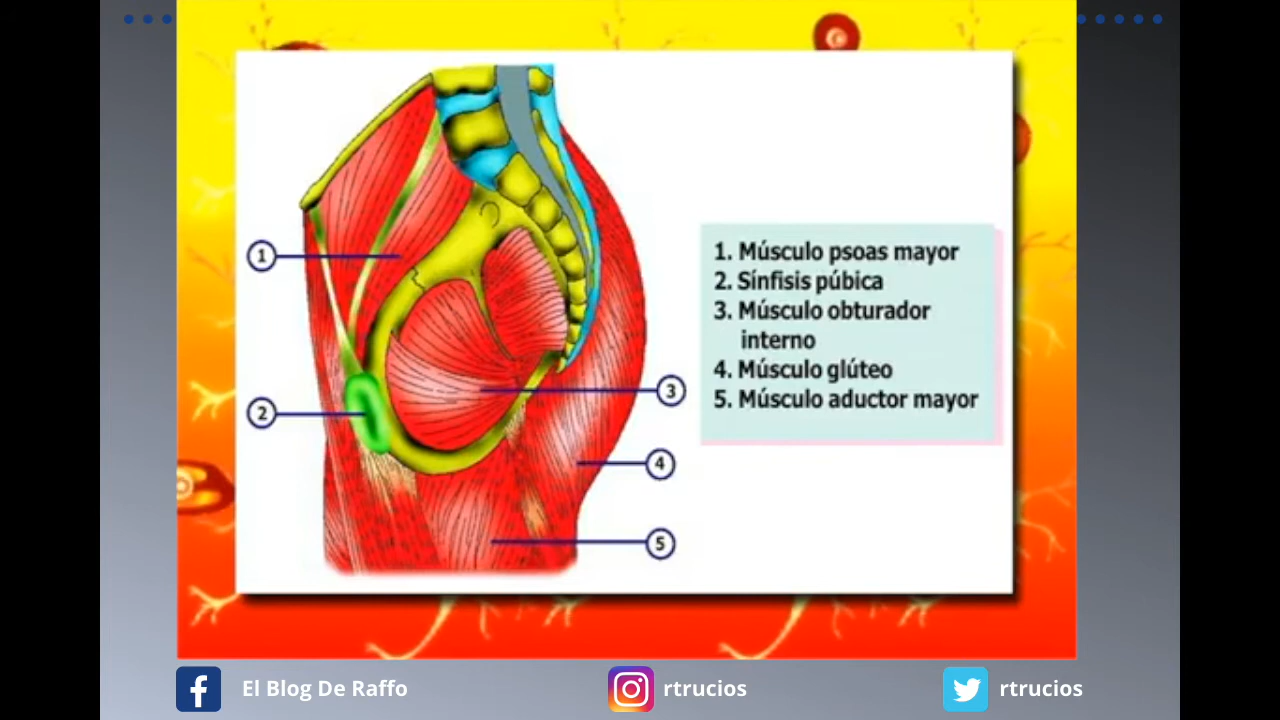 1
2
3
4
5
1. Músculo psoas mayor
2. Sínfisis púbica
3. Músculo obturador
interno
4. Músculo glúteo
5. Músculo aductor mayor
El Blog De Raffo
rtrucios
rtrucios